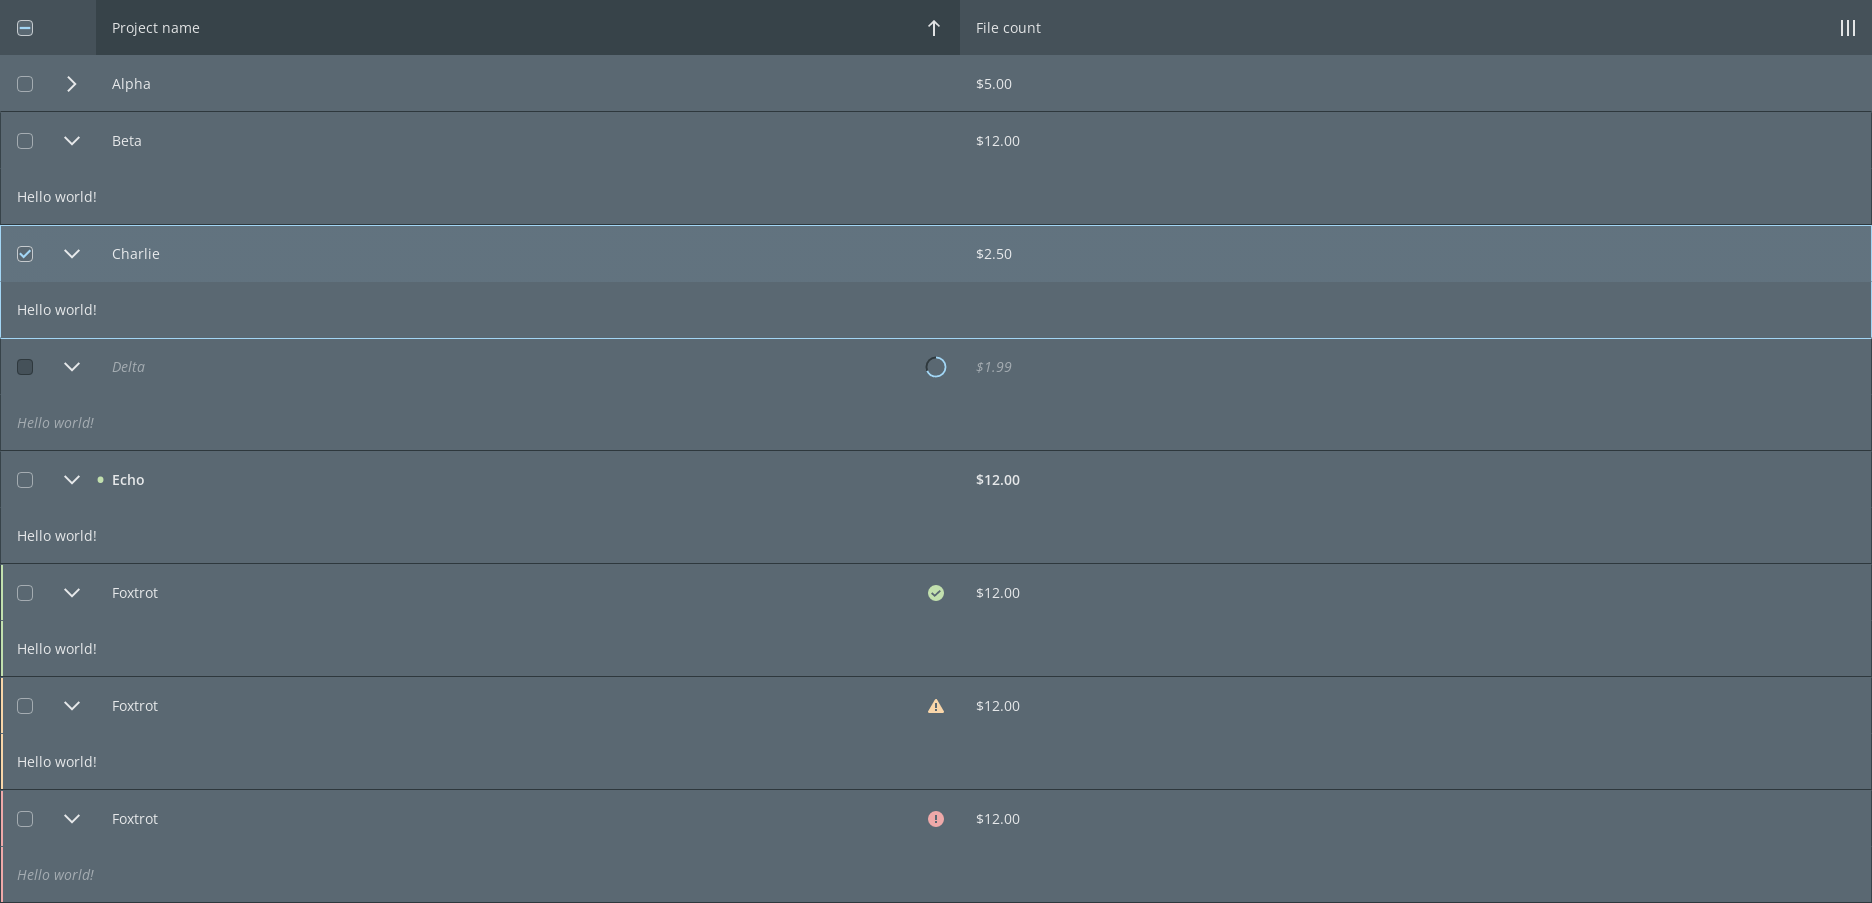 Project name File count
Alpha $5.00
Beta $12.00
Hello world!
Charlie $2.50
Hello world!
Delta $1.99
Hello world!
Echo $12.00
Hello world!
Foxtrot $12.00
Hello world!
Foxtrot $12.00
Hello world!
Foxtrot $12.00
Hello world!